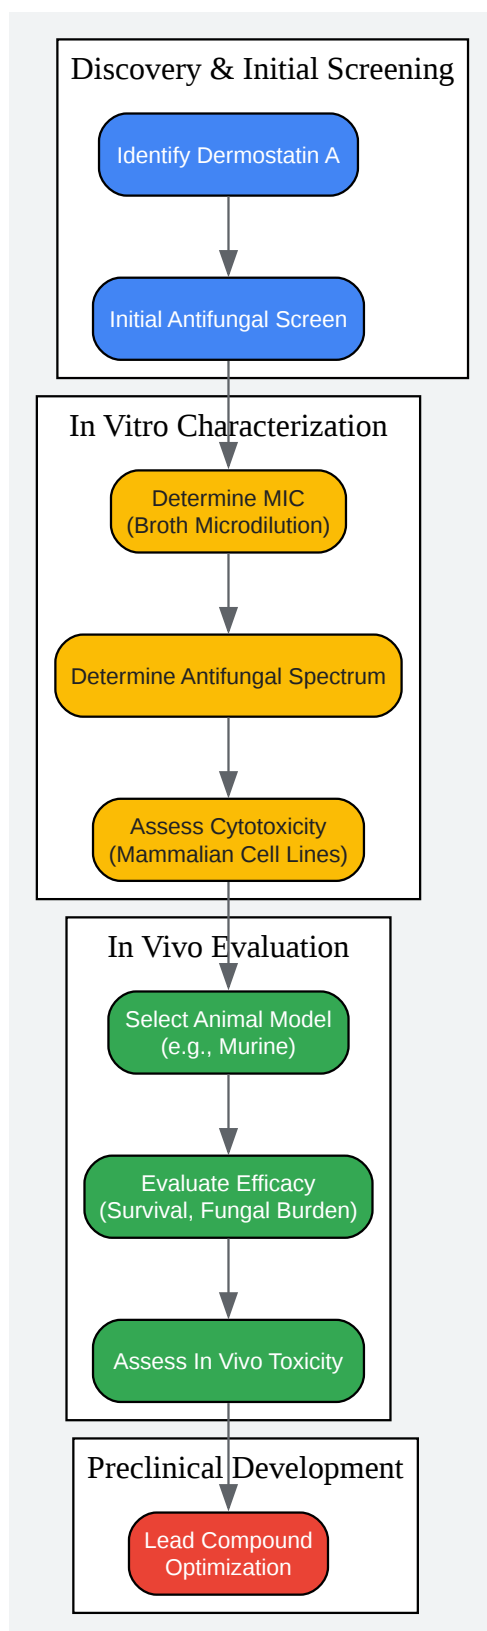 Discovery & Initial Screening
Identify Dermostatin A
Initial Antifungal Screen
In Vitro Characterization
Determine MIC
(Broth Microdilution)
Determine Antifungal Spectrum
Assess Cytotoxicity
(Mammalian Cell Lines)
In Vivo Evaluation
Select Animal Model
(e.g., Murine)
Evaluate Efficacy
(Survival, Fungal Burden)
Assess In Vivo Toxicity
Preclinical Development
Lead Compound
Optimization